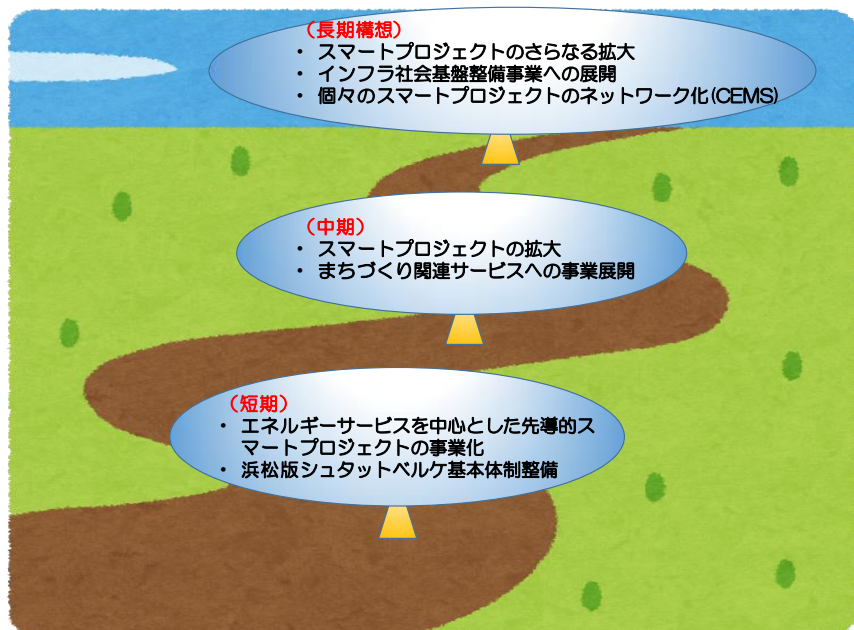 （長期構想）
・ スマートプロジェクトのさらなる拡大
・ インフラ社会基盤整備事業への展開
・ 個々のスマートプロジェクトのネットワーク化(CEMS)
（中期）
・ スマートプロジェクトの拡大
・ まちづくり関連サービスへの事業展開
（短期）
・ エネルギーサービスを中心とした先導的ス
マートプロジェクトの事業化
・ 浜松版シュタットベルケ基本体制整備